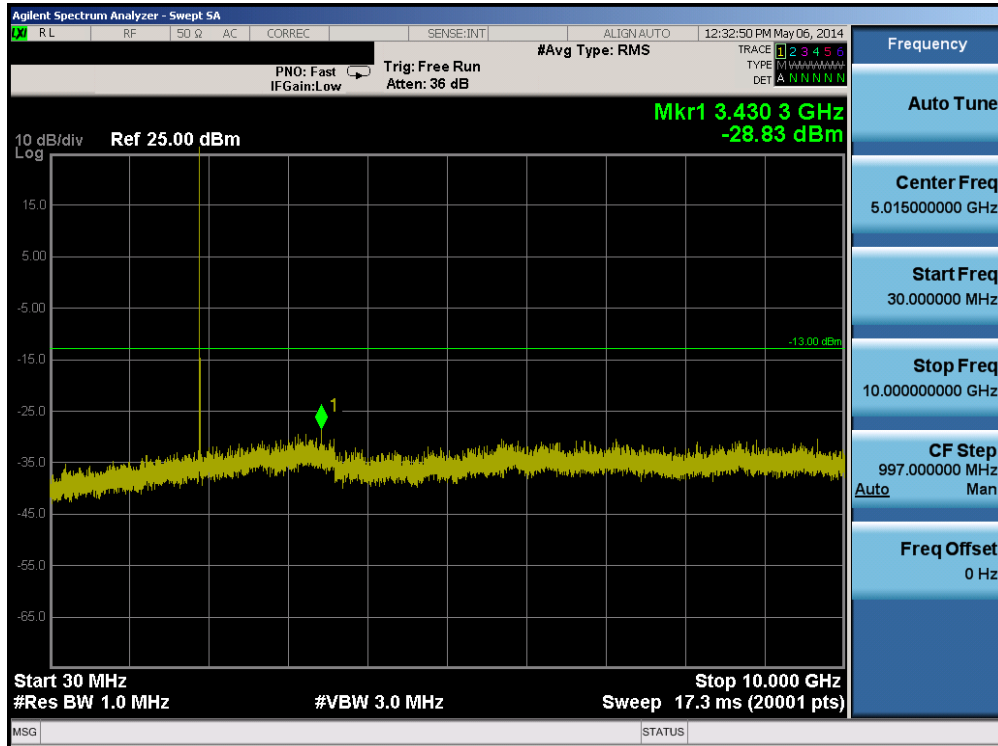 Agilent Spectrum Analyzer - Swept SA
LXI RL RF 50 Ω AC CORREC SENSE:INT ALIGN AUTO 12:32:50 PM May 06, 2014
#Avg Type: RMS
TRACE 1 2 3 4 5 6
TYPE M
DET A N N N N N
PNO: Fast
IFGain:Low
Trig: Free Run
Atten: 36 dB
Mkr1 3.430 3 GHz
-28.83 dBm
10 dB/div Ref 25.00 dBm
Log
15.0
5.00
-5.00
-13.00 dBm
-15.0
1
-25.0
-35.0
-45.0
-55.0
-65.0
Start 30 MHz Stop 10.000 GHz
#Res BW 1.0 MHz #VBW 3.0 MHz Sweep 17.3 ms (20001 pts)
MSG STATUS
Frequency
Auto Tune
Center Freq
5.015000000 GHz
Start Freq
30.000000 MHz
Stop Freq
10.000000000 GHz
CF Step
997.000000 MHz
Auto Man
Freq Offset
0 Hz